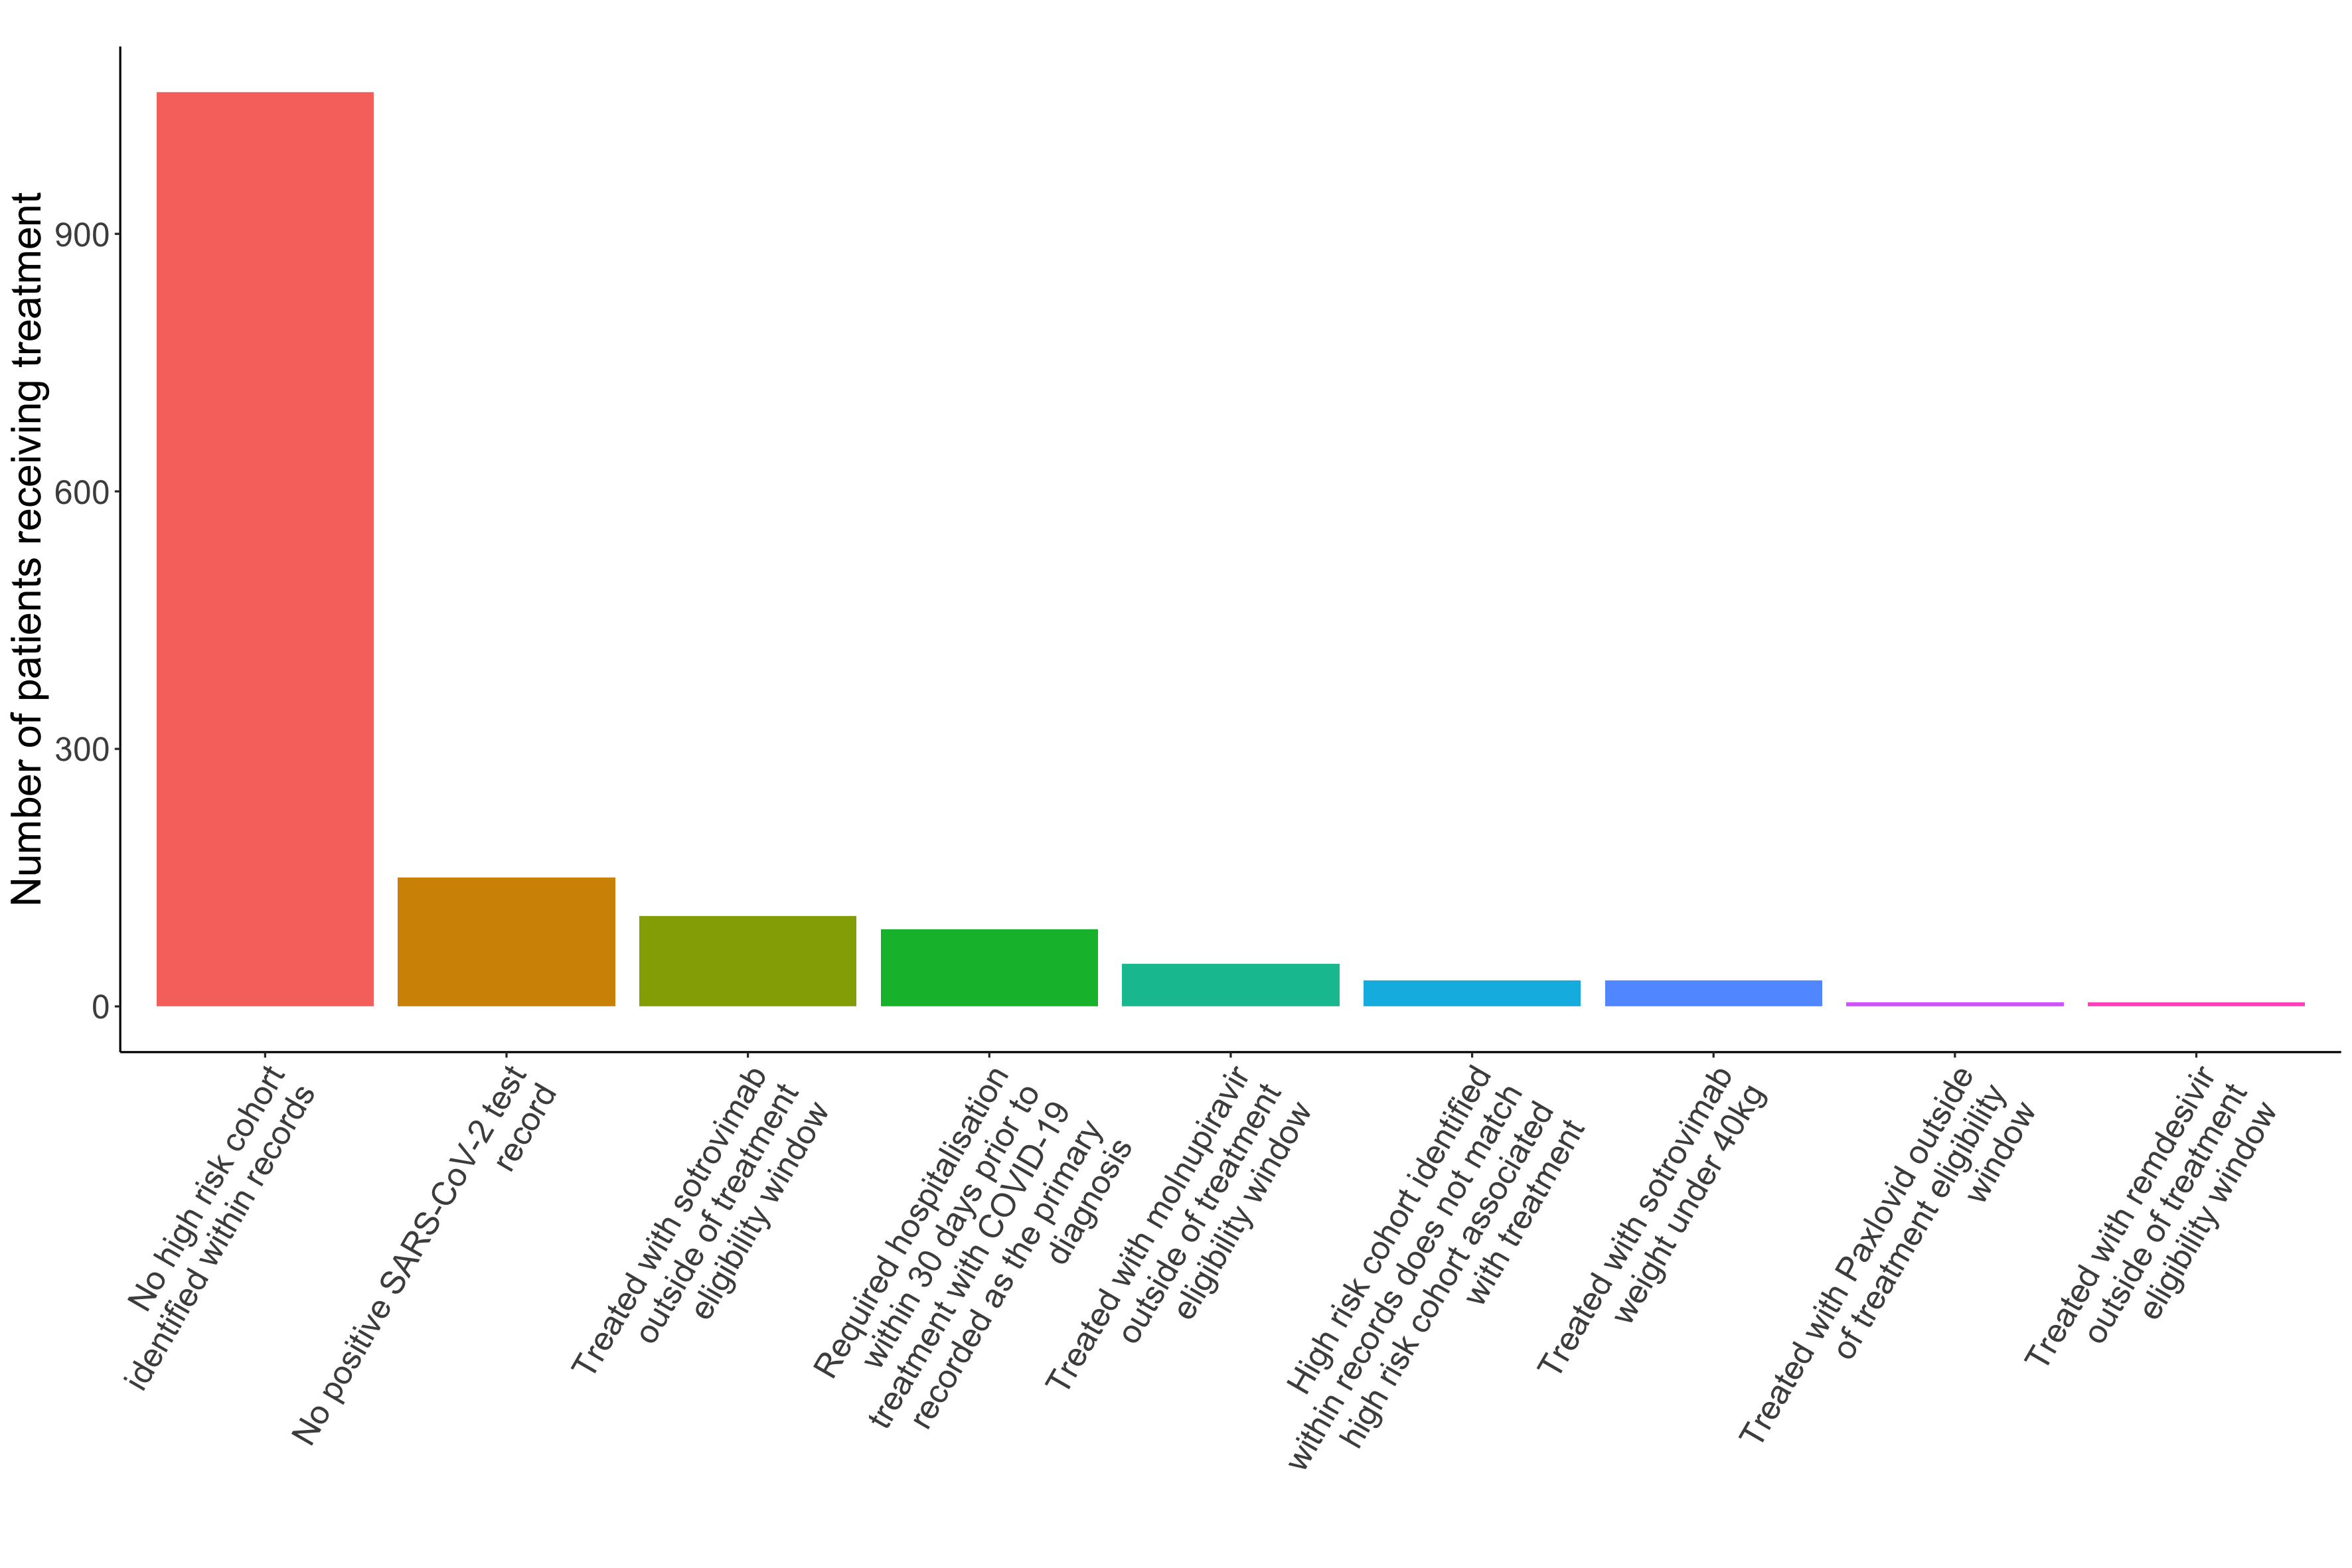 Number of patients receiving treatment
900
600
300
0
No high risk cohort
identified within records
No positive SARS-CoV-2 test
record
Treated with sotrovimab
outside of treatment
eligibility window
Required hospitalisation
within 30 days prior to
treatment with COVID-19
recorded as the primary
diagnosis
Treated with molnupiravir
outside of treatment
eligibility window
High risk cohort identified
within records does not match
high risk cohort associated
with treatment
Treated with sotrovimab
weight under 40kg
Treated with Paxlovid outside
of treatment eligibility
window
Treated with remdesivir
outside of treatment
eligibility window